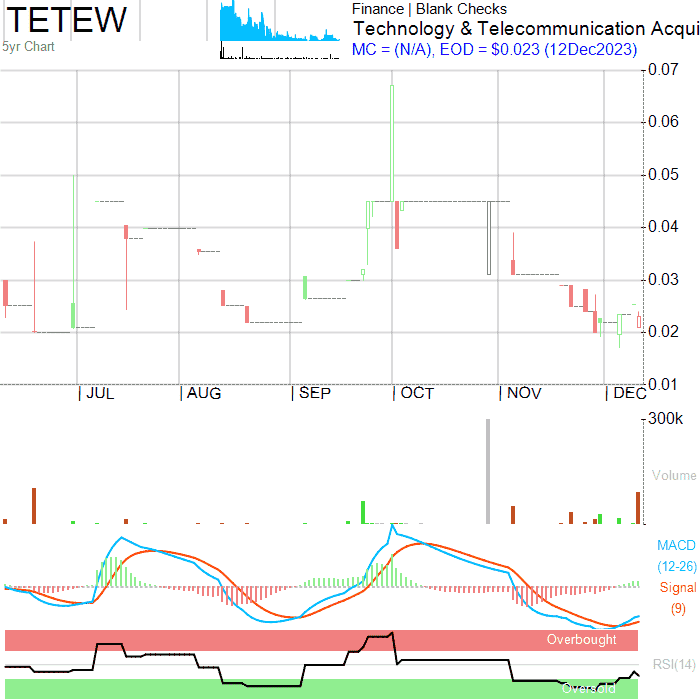 TETEW
5yr Chart
Finance | Blank Checks
Technology & Telecommunication Acqui
MC = (N/A), EOD = $0.023 (12Dec2023)
0.07
0.06
0.05
0.04
0.03
0.02
0.01
JUL
AUG
SEP
OCT
NOV
DEC
300k
Volume
MACD
(12-26)
Signal
(9)
Overbought
RSI(14)
Oversold